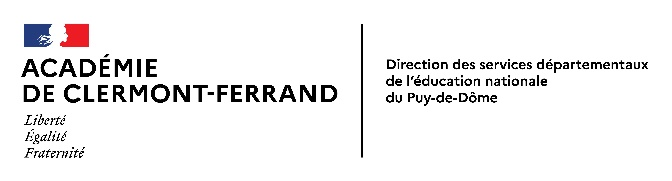 ACADÉMIE
DE CLERMONT-FERRAND
Liberté
Égalité
Fraternité
Direction des services départementaux
de l'éducation nationale
du Puy-de-Dôme